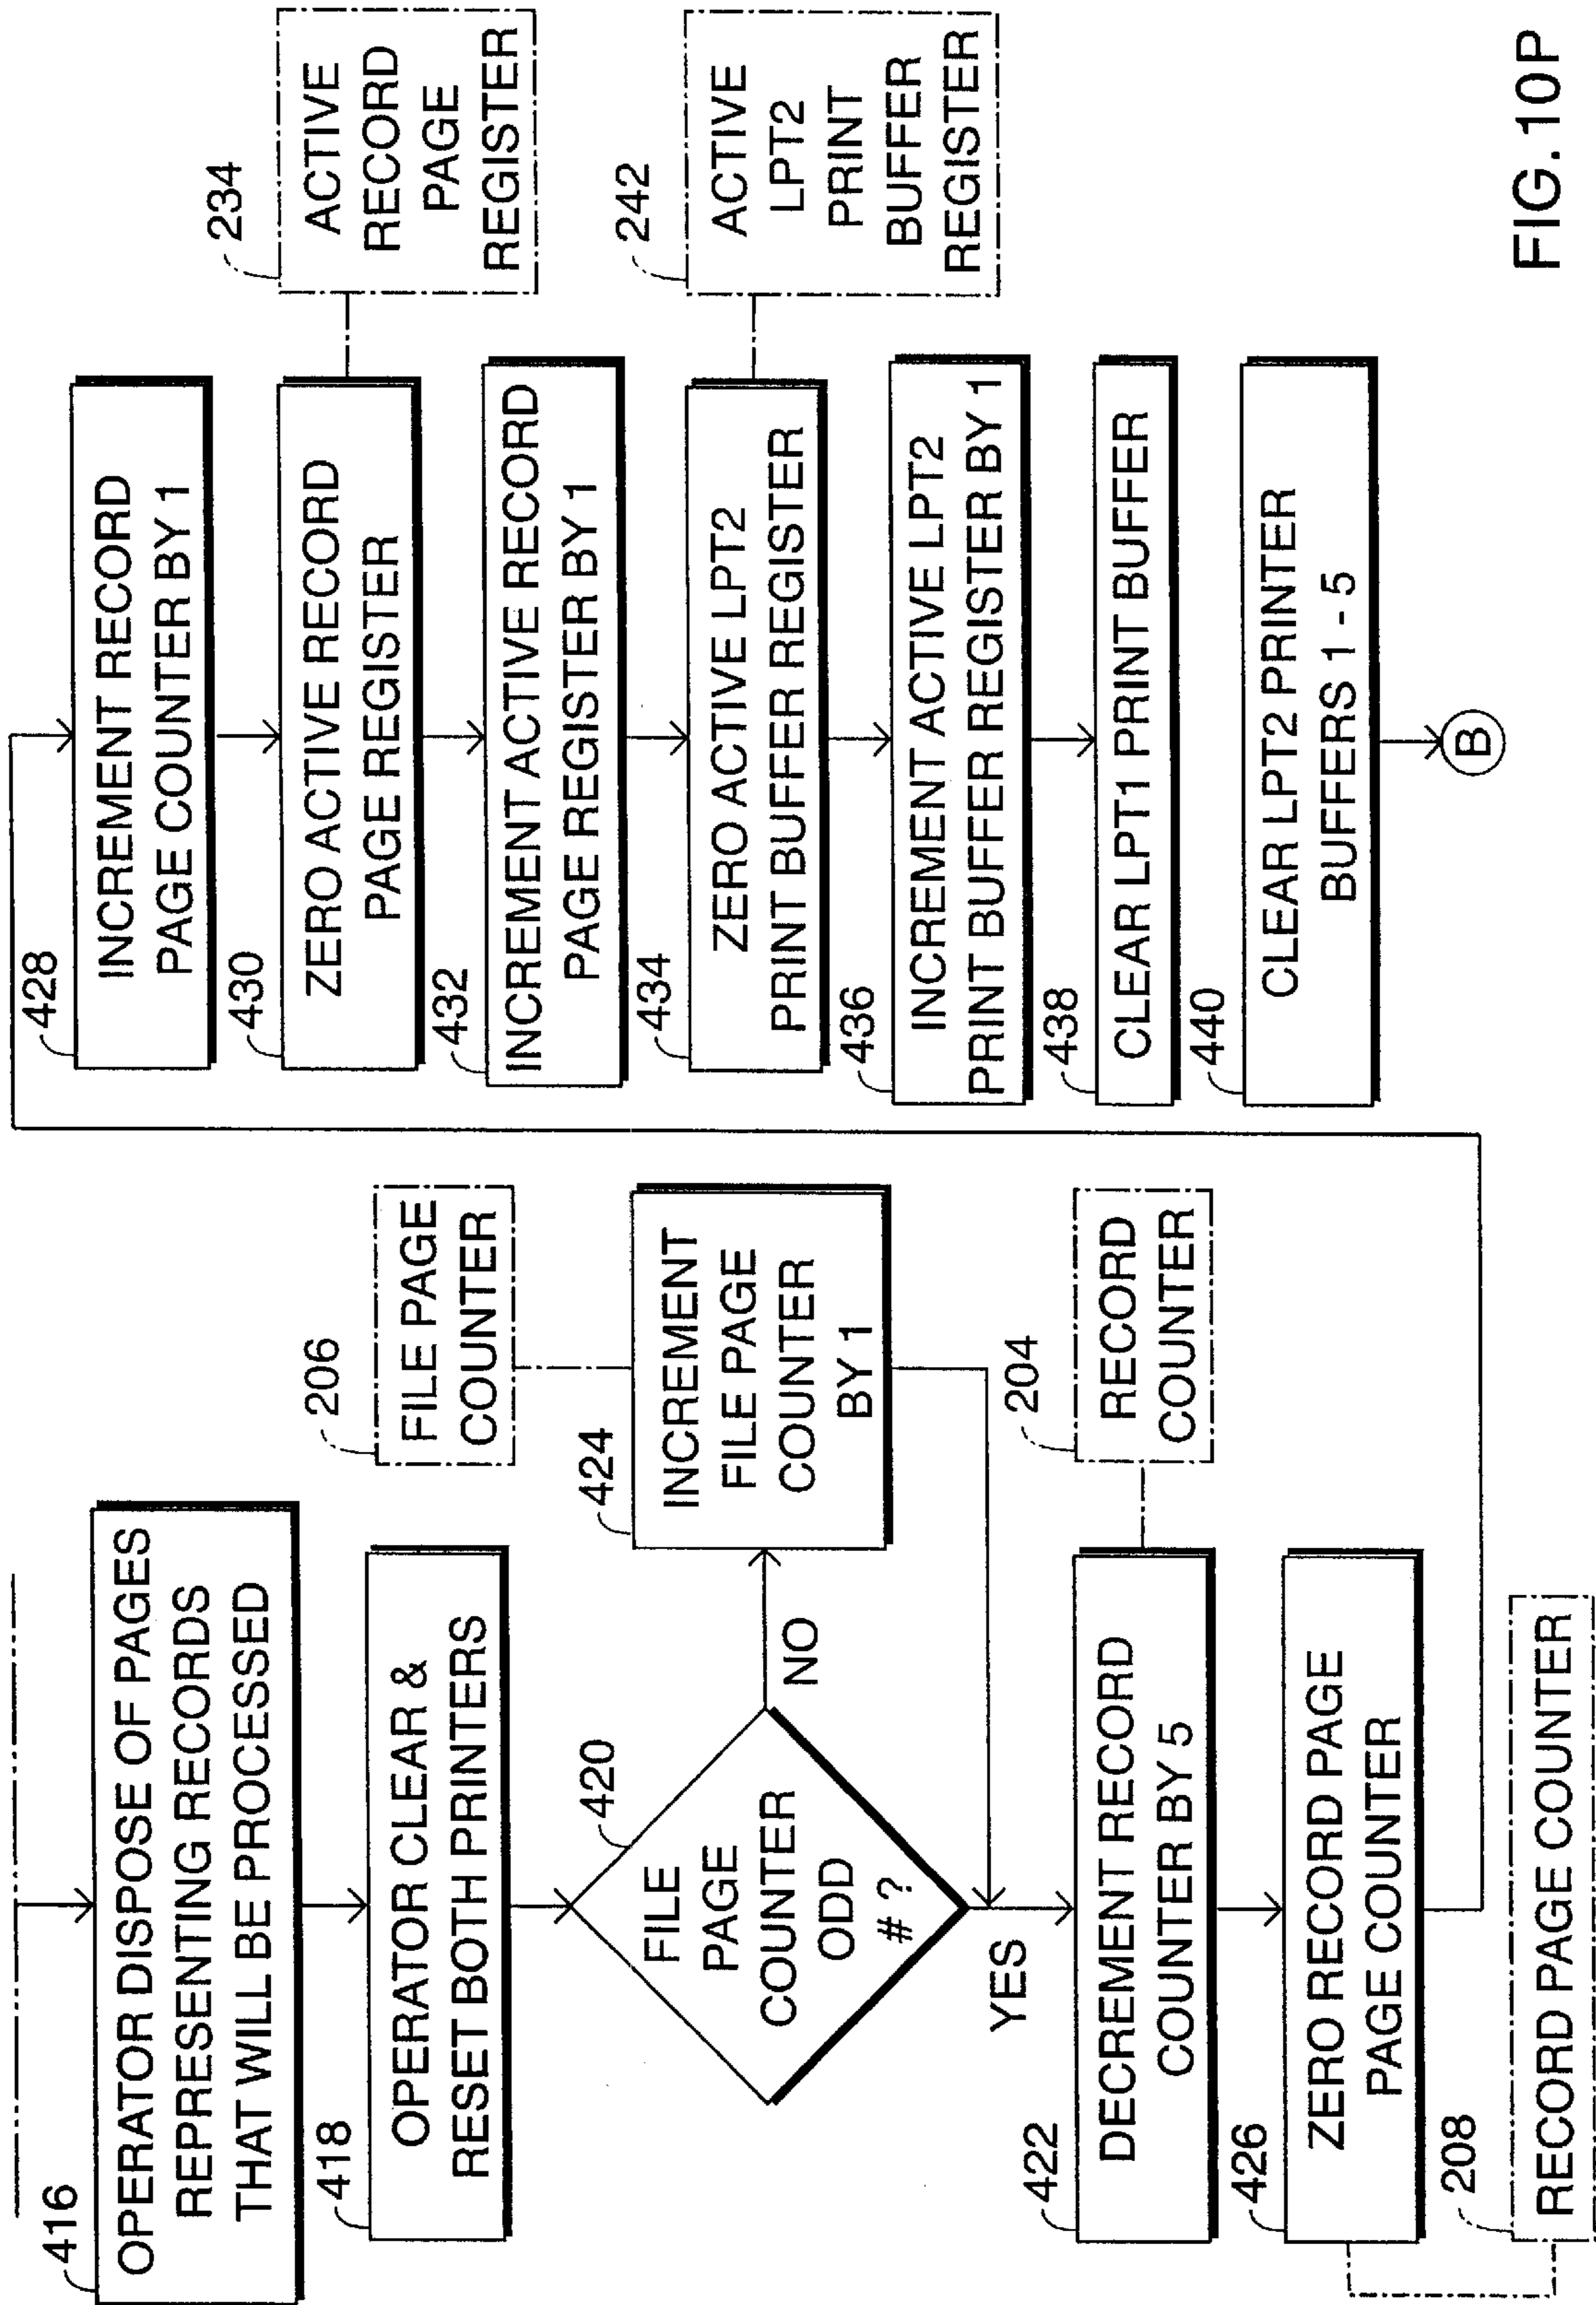 416
OPERATOR DISPOSE OF PAGES
REPRESENTING RECORDS
THAT WILL BE PROCESSED
418
OPERATOR CLEAR &
RESET BOTH PRINTERS
420
FILE
PAGE
COUNTER
ODD
# ?
NO
YES
206
FILE PAGE
COUNTER
424
INCREMENT
FILE PAGE
COUNTER
BY 1
204
RECORD
COUNTER
422
DECREMENT RECORD
COUNTER BY 5
426
ZERO RECORD PAGE
PAGE COUNTER
208
RECORD PAGE COUNTER
428
INCREMENT RECORD
PAGE COUNTER BY 1
430
ZERO ACTIVE RECORD
PAGE REGISTER
234
ACTIVE
RECORD
PAGE
REGISTER
432
INCREMENT ACTIVE RECORD
PAGE REGISTER BY 1
434
ZERO ACTIVE LPT2
PRINT BUFFER REGISTER
242
ACTIVE
LPT2
PRINT
BUFFER
REGISTER
436
INCREMENT ACTIVE LPT2
PRINT BUFFER REGISTER BY 1
438
CLEAR LPT1 PRINT BUFFER
440
CLEAR LPT2 PRINTER
BUFFERS 1 - 5
B
FIG. 10P